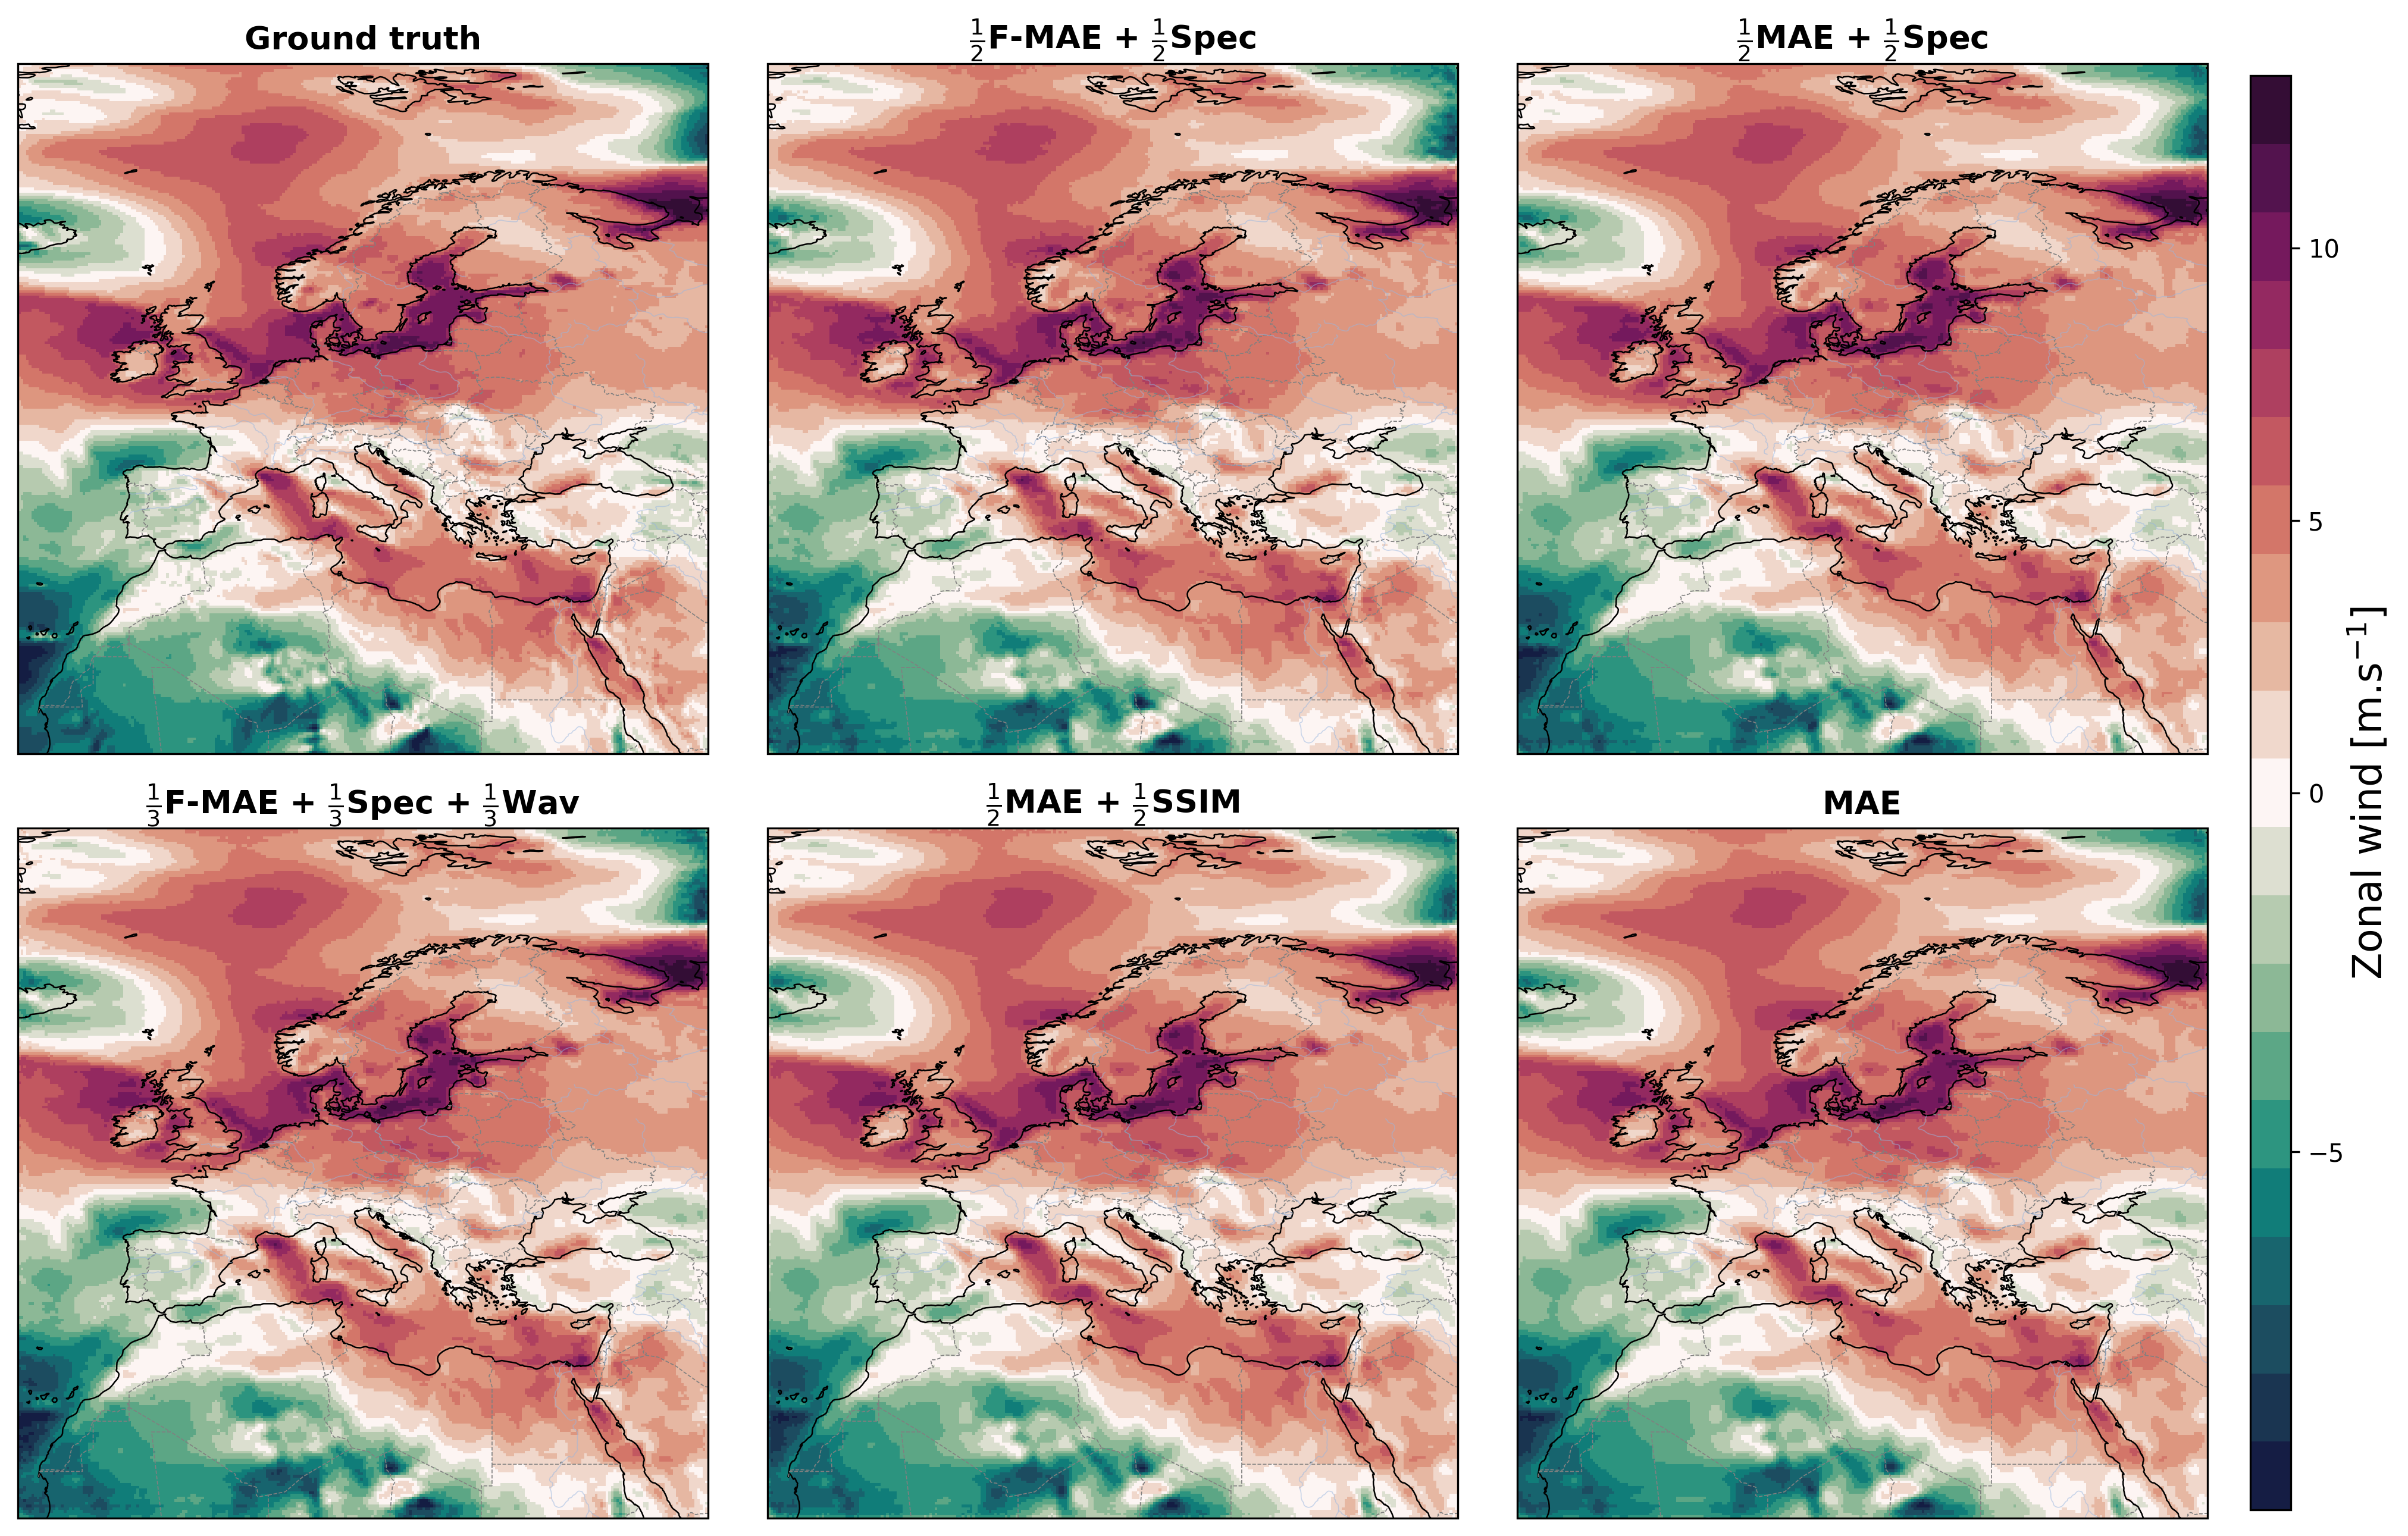 Ground truth
½F-MAE + ½Spec
½MAE + ½Spec
⅓F-MAE + ⅓Spec + ⅓Wav
½MAE + ½SSIM
MAE
10
5
0
−5
Zonal wind [m.s⁻¹]